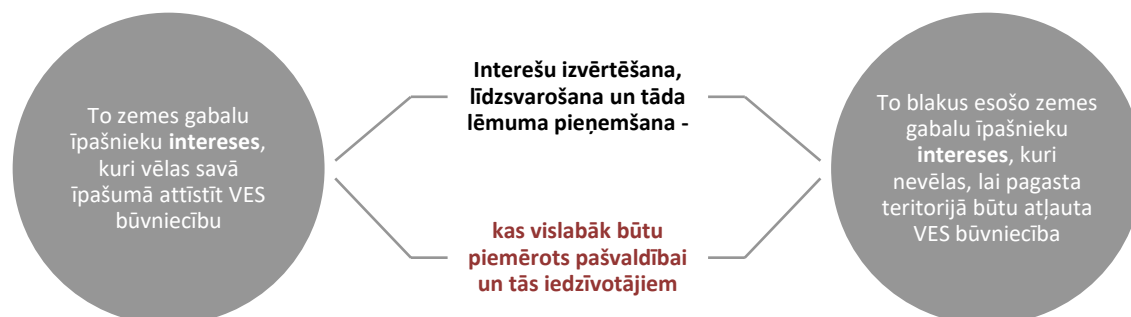 To zemes gabalu
īpašnieku intereses,
kuri vēlas savā
īpašumā attīstīt VES
būvniecību
Interešu izvērtēšana,
līdzsvarošana un tāda
lēmuma pieņemšana -
kas vislabāk būtu
piemērots pašvaldībai
un tās iedzīvotājiem
To blakus esošo zemes
gabalu īpašnieku
intereses, kuri
nevēlas, lai pagasta
teritorijā būtu atļauta
VES būvniecība